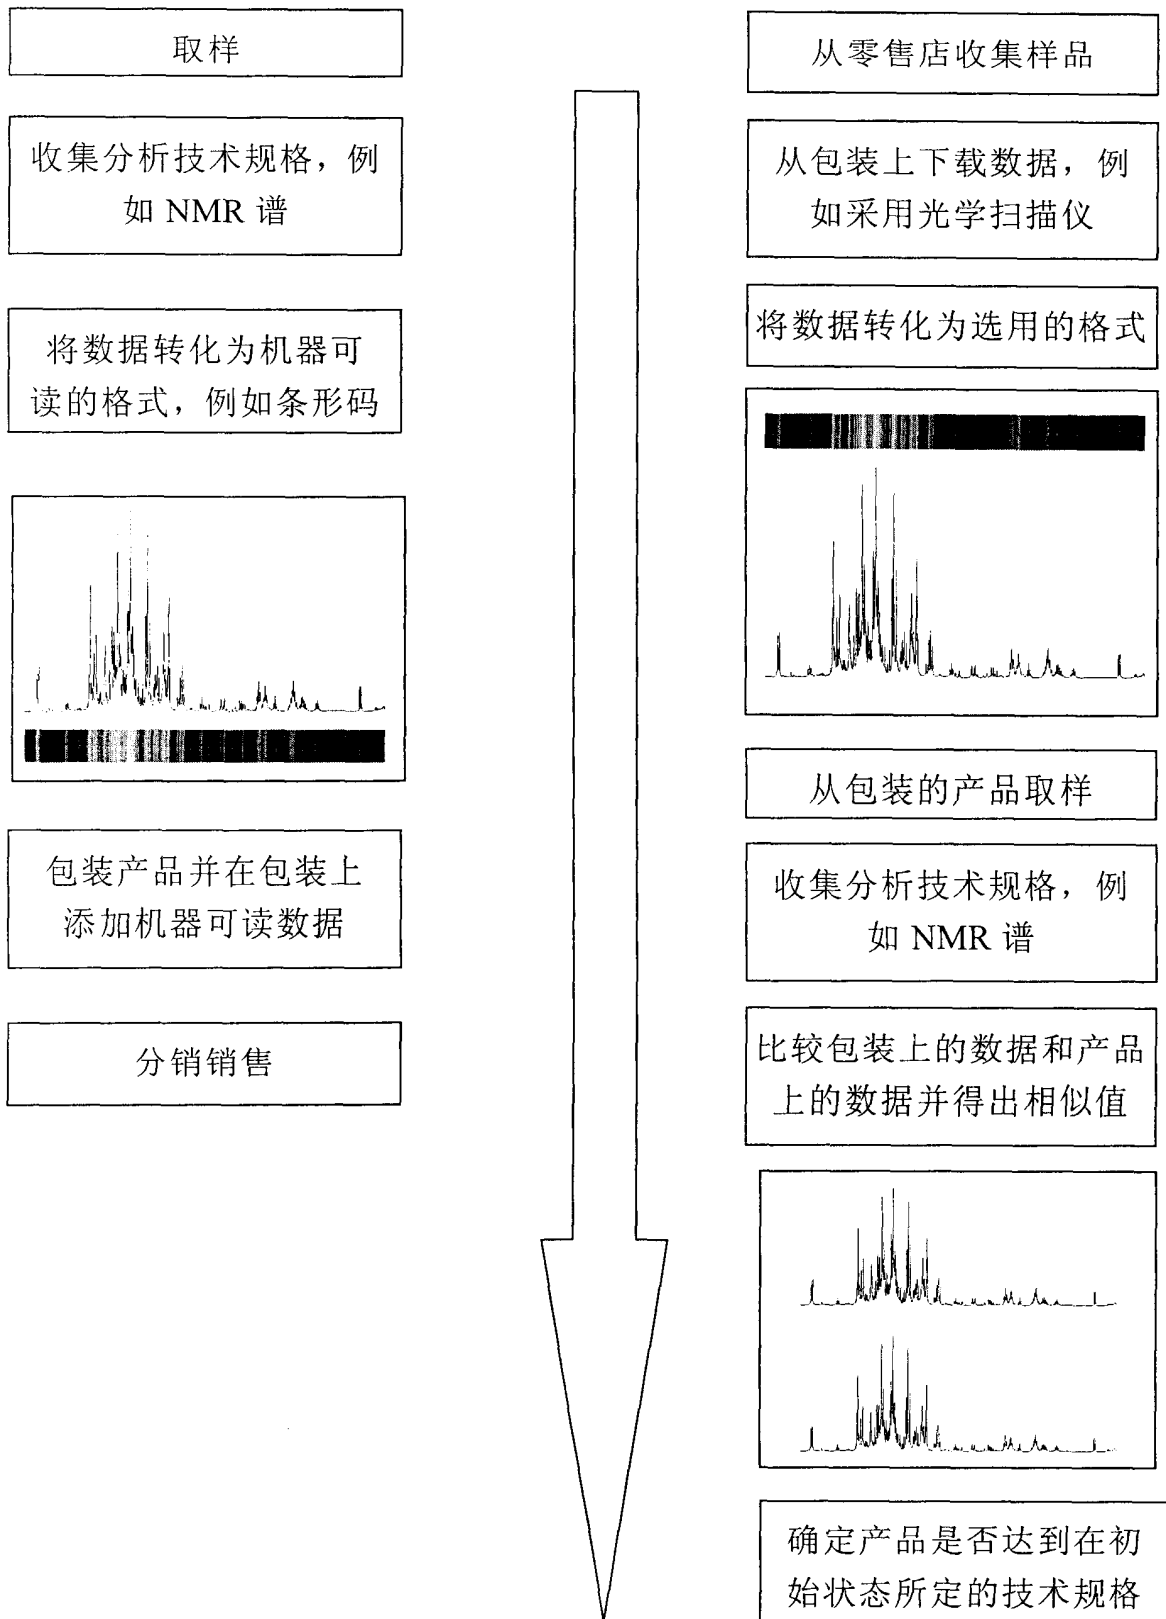 取样
收集分析技术规格，例
如 NMR 谱
将数据转化为机器可
读的格式，例如条形码
包装产品并在包装上
添加机器可读数据
分销销售
从零售店收集样品
从包装上下载数据，例
如采用光学扫描仪
将数据转化为选用的格式
从包装的产品取样
收集分析技术规格，例
如 NMR 谱
比较包装上的数据和产品
上的数据并得出相似值
确定产品是否达到在初
始状态所定的技术规格